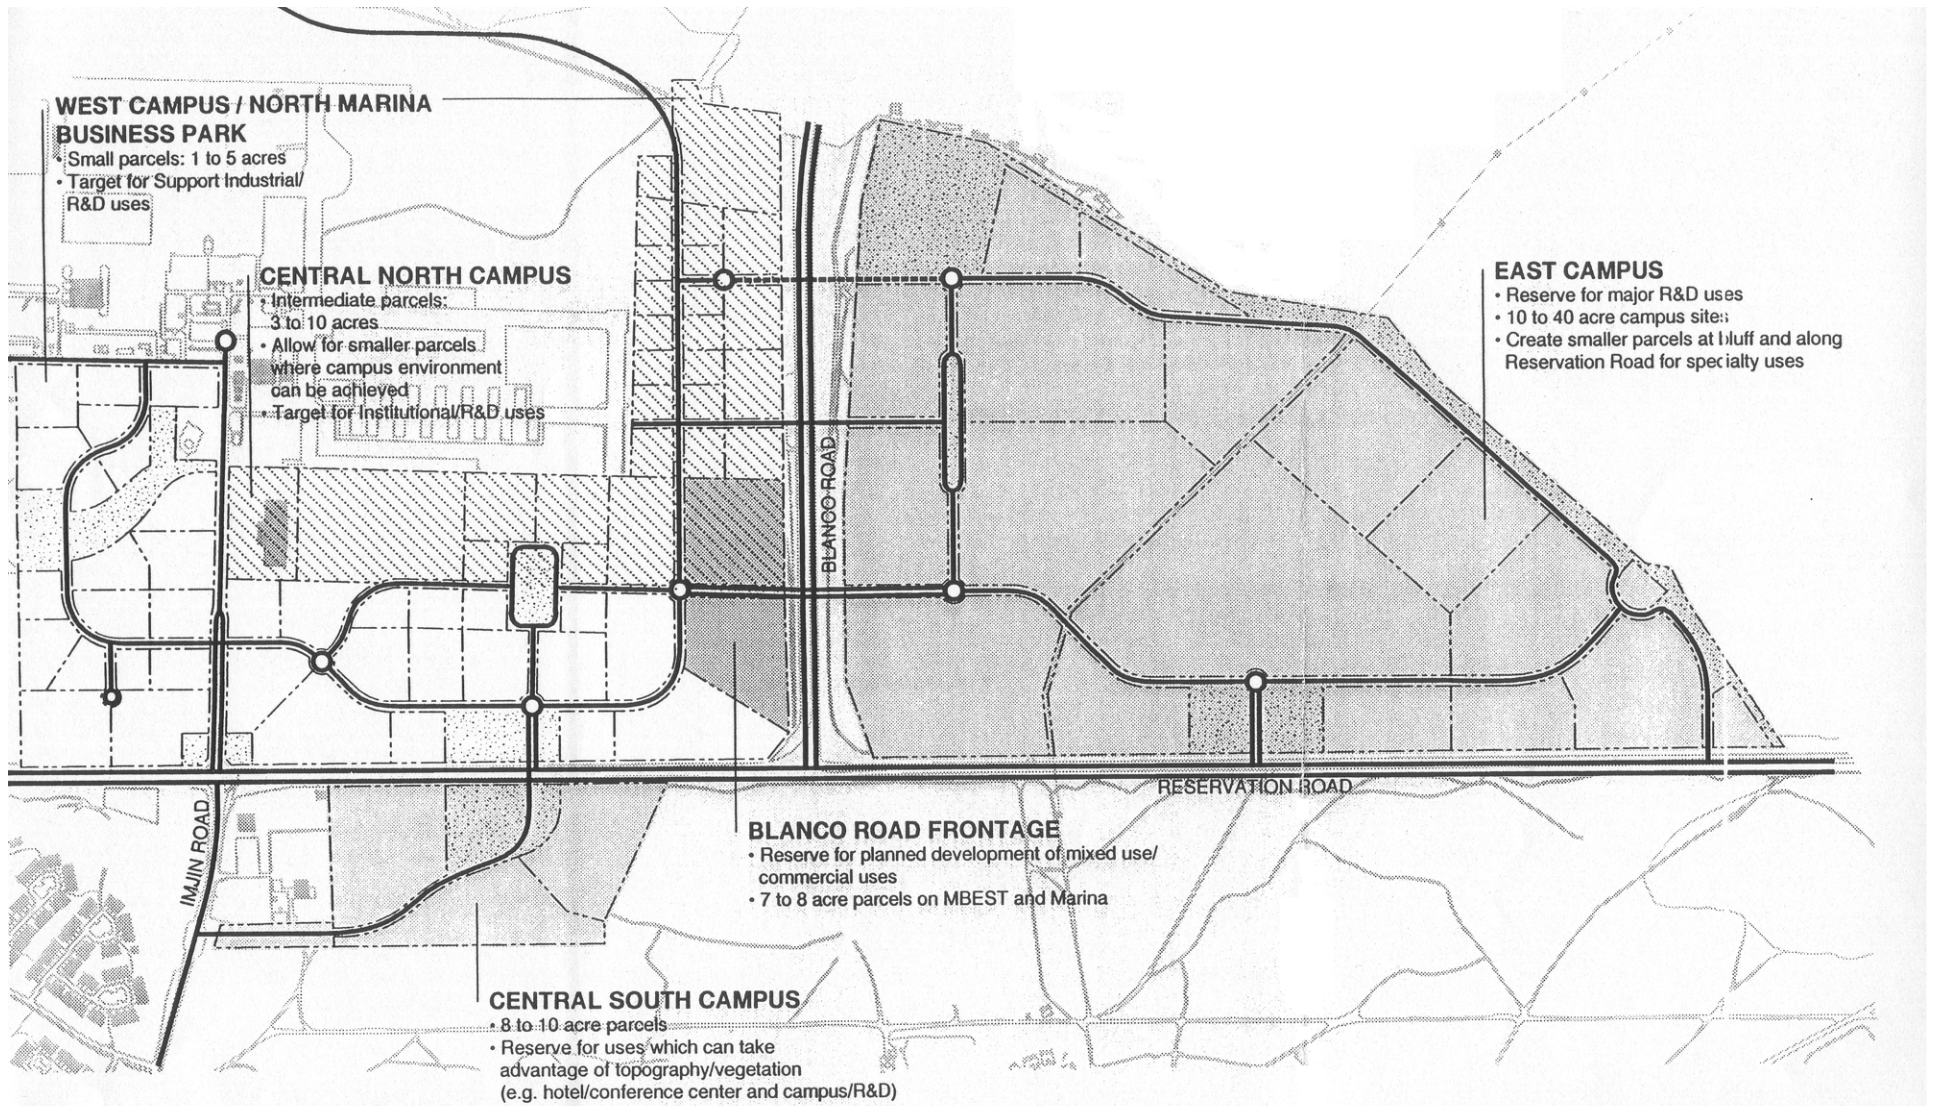 WEST CAMPUS / NORTH MARINA
BUSINESS PARK
• Small parcels: 1 to 5 acres
• Target for Support Industrial/
R&D uses
CENTRAL NORTH CAMPUS
• Intermediate parcels:
3 to 10 acres
• Allow for smaller parcels
where campus environment
can be achieved
• Target for Institutional/R&D uses
EAST CAMPUS
• Reserve for major R&D uses
• 10 to 40 acre campus sites
• Create smaller parcels at bluff and along
Reservation Road for specialty uses
BLANCO ROAD
RESERVATION ROAD
IMJIN ROAD
BLANCO ROAD FRONTAGE
• Reserve for planned development of mixed use/
commercial uses
• 7 to 8 acre parcels on MBEST and Marina
CENTRAL SOUTH CAMPUS
• 8 to 10 acre parcels
• Reserve for uses which can take
advantage of topography/vegetation
(e.g. hotel/conference center and campus/R&D)